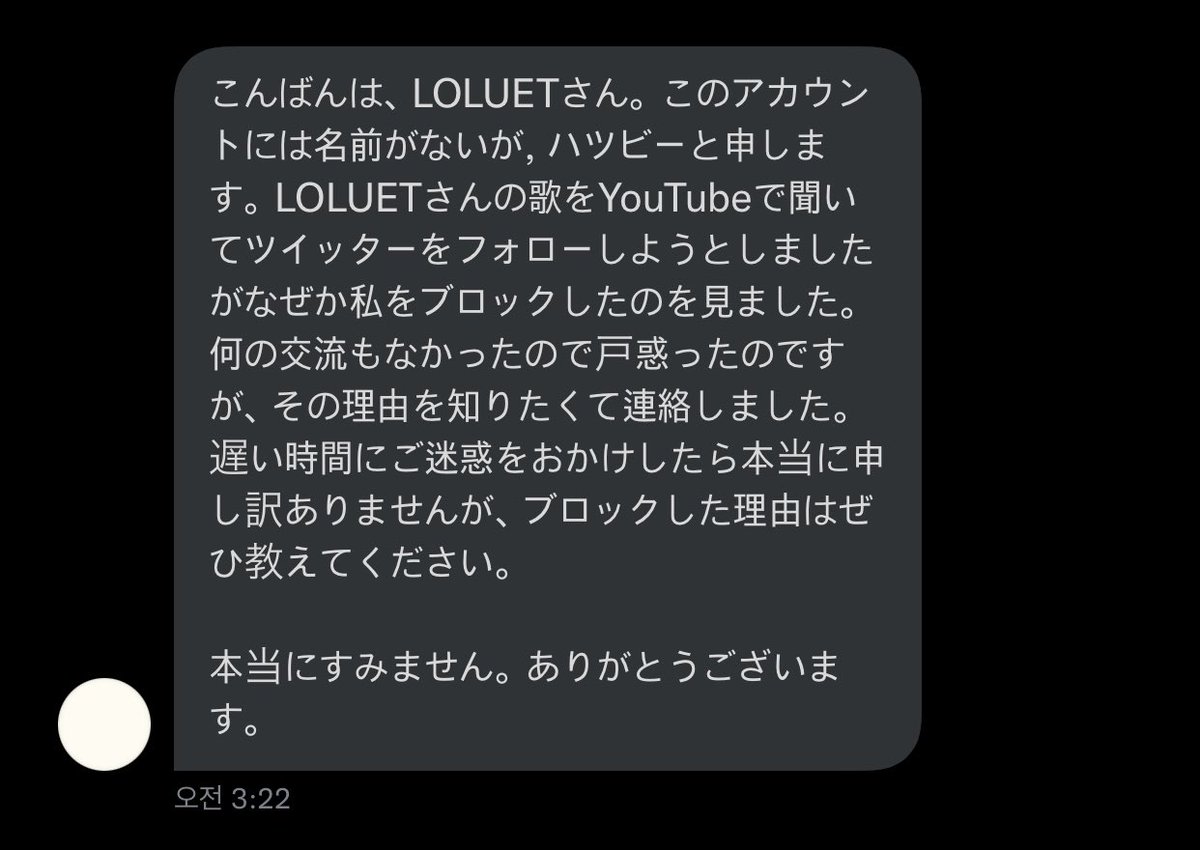 こんばんは、LOLUETさん。このアカウン
トには名前がないが, ハツビーと申しま
す。LOLUETさんの歌をYouTubeで聞い
てツイッターをフォローしようとしました
がなぜか私をブロックしたのを見ました。
何の交流もなかったので戸惑ったのです
が、その理由を知りたくて連絡しました。
遅い時間にご迷惑をおかけしたら本当に申
し訳ありませんが、ブロックした理由はぜ
ひ教えてください。
本当にすみません。ありがとうございま
す。
오전 3:22